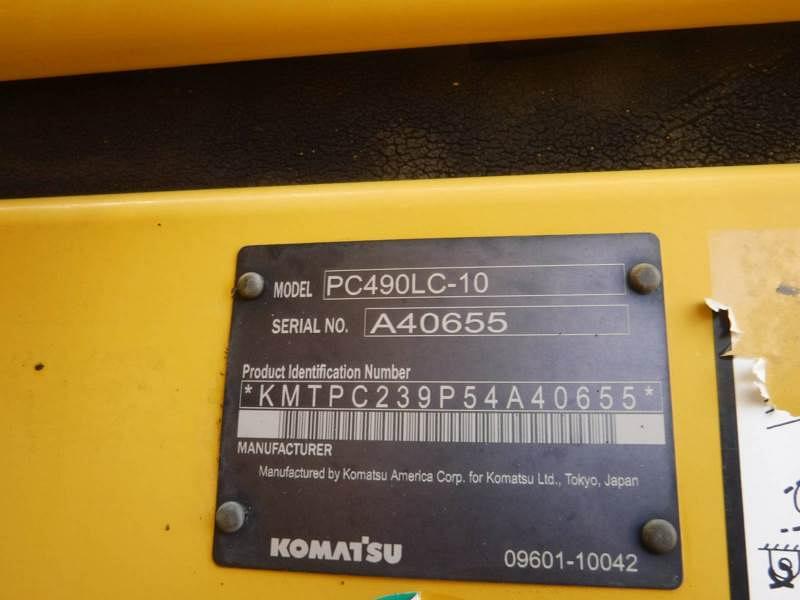 MODEL PC490LC-10
SERIAL NO. A40655
Product Identification Number
*KMTPC239P54A40655*
MANUFACTURER
Manufactured by Komatsu America Corp. for Komatsu Ltd., Tokyo, Japan
KOMATSU 09601-10042